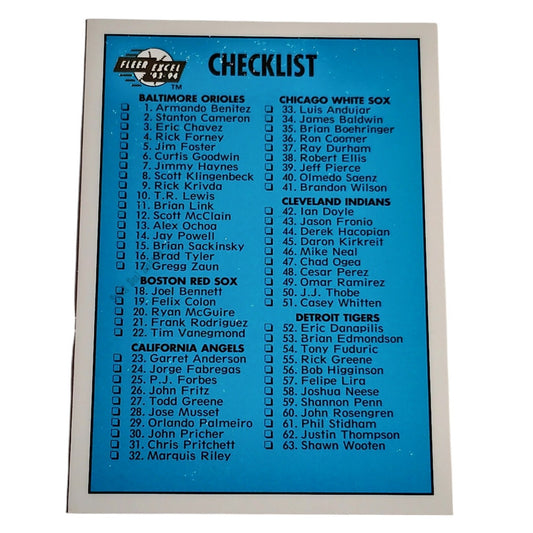 FLEER EXCEL
'93-94
TM
CHECKLIST
BALTIMORE ORIOLES
1. Armando Benitez
2. Stanton Cameron
3. Eric Chavez
4. Rick Forney
5. Jim Foster
6. Curtis Goodwin
7. Jimmy Haynes
8. Scott Klingenbeck
9. Rick Krivda
10. T.R. Lewis
11. Brian Link
12. Scott McClain
13. Alex Ochoa
14. Jay Powell
15. Brian Sackinsky
16. Brad Tyler
17. Gregg Zaun
BOSTON RED SOX
18. Joel Bennett
19. Felix Colon
20. Ryan McGuire
21. Frank Rodriguez
22. Tim Vanegmond
CALIFORNIA ANGELS
23. Garret Anderson
24. Jorge Fabregas
25. P.J. Forbes
26. John Fritz
27. Todd Greene
28. Jose Musset
29. Orlando Palmeiro
30. John Pricher
31. Chris Pritchett
32. Marquis Riley
CHICAGO WHITE SOX
33. Luis Andujar
34. James Baldwin
35. Brian Boehringer
36. Ron Coomer
37. Ray Durham
38. Robert Ellis
39. Jeff Pierce
40. Olmedo Saenz
41. Brandon Wilson
CLEVELAND INDIANS
42. Ian Doyle
43. Jason Fronio
44. Derek Hacopian
45. Daron Kirkreit
46. Mike Neal
47. Chad Ogea
48. Cesar Perez
49. Omar Ramirez
50. J.J. Thobe
51. Casey Whitten
DETROIT TIGERS
52. Eric Danapilis
53. Brian Edmondson
54. Tony Fuduric
55. Rick Greene
56. Bob Higginson
57. Felipe Lira
58. Joshua Neese
59. Shannon Penn
60. John Rosengren
61. Phil Stidham
62. Justin Thompson
63. Shawn Wooten